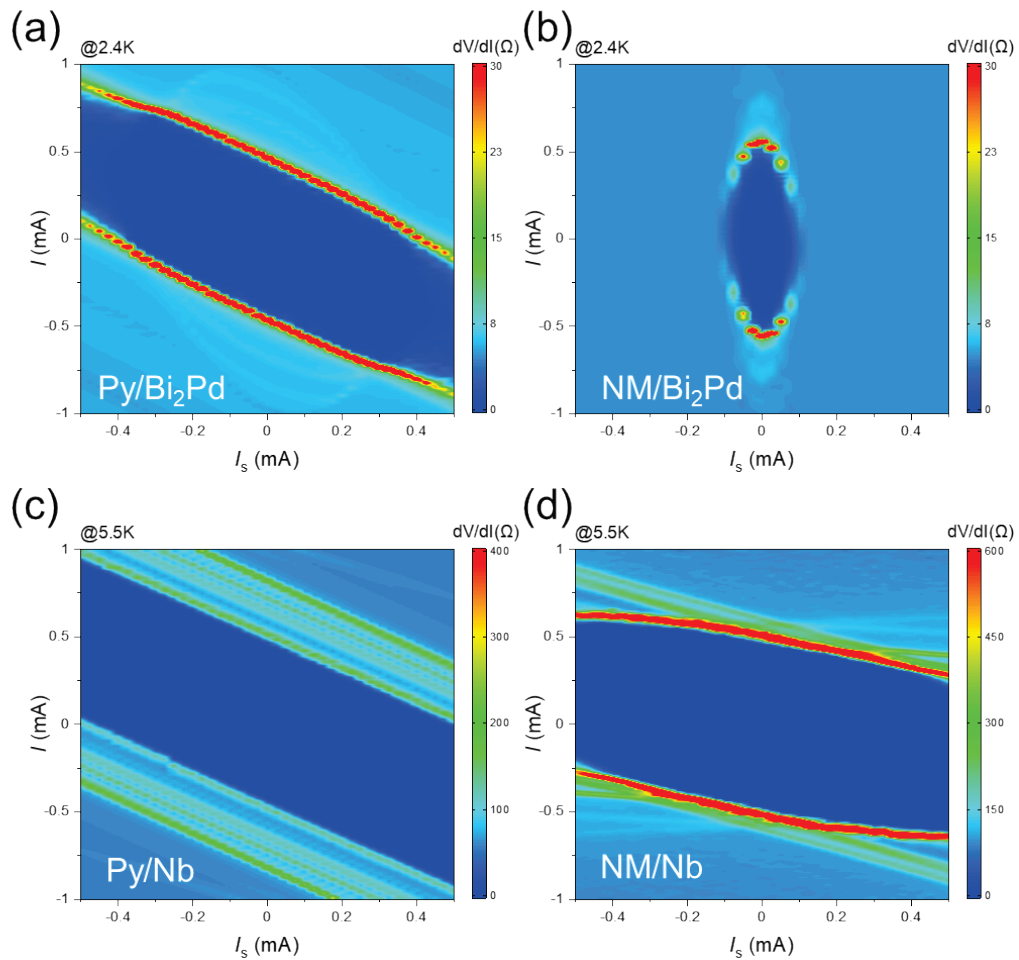 (a)
@2.4K
dV/dI(Ω)
1
0.5
0
-0.5
-1
I (mA)
30
23
15
8
0
Py/Bi₂Pd
-0.4 -0.2 0 0.2 0.4
Iₛ (mA)
(b)
@2.4K
dV/dI(Ω)
1
0.5
0
-0.5
-1
I (mA)
30
23
15
8
0
NM/Bi₂Pd
-0.4 -0.2 0 0.2 0.4
Iₛ (mA)
(c)
@5.5K
dV/dI(Ω)
1
0.5
0
-0.5
-1
I (mA)
400
300
200
100
0
Py/Nb
-0.4 -0.2 0 0.2 0.4
Iₛ (mA)
(d)
@5.5K
dV/dI(Ω)
1
0.5
0
-0.5
-1
I (mA)
600
450
300
150
0
NM/Nb
-0.4 -0.2 0 0.2 0.4
Iₛ (mA)